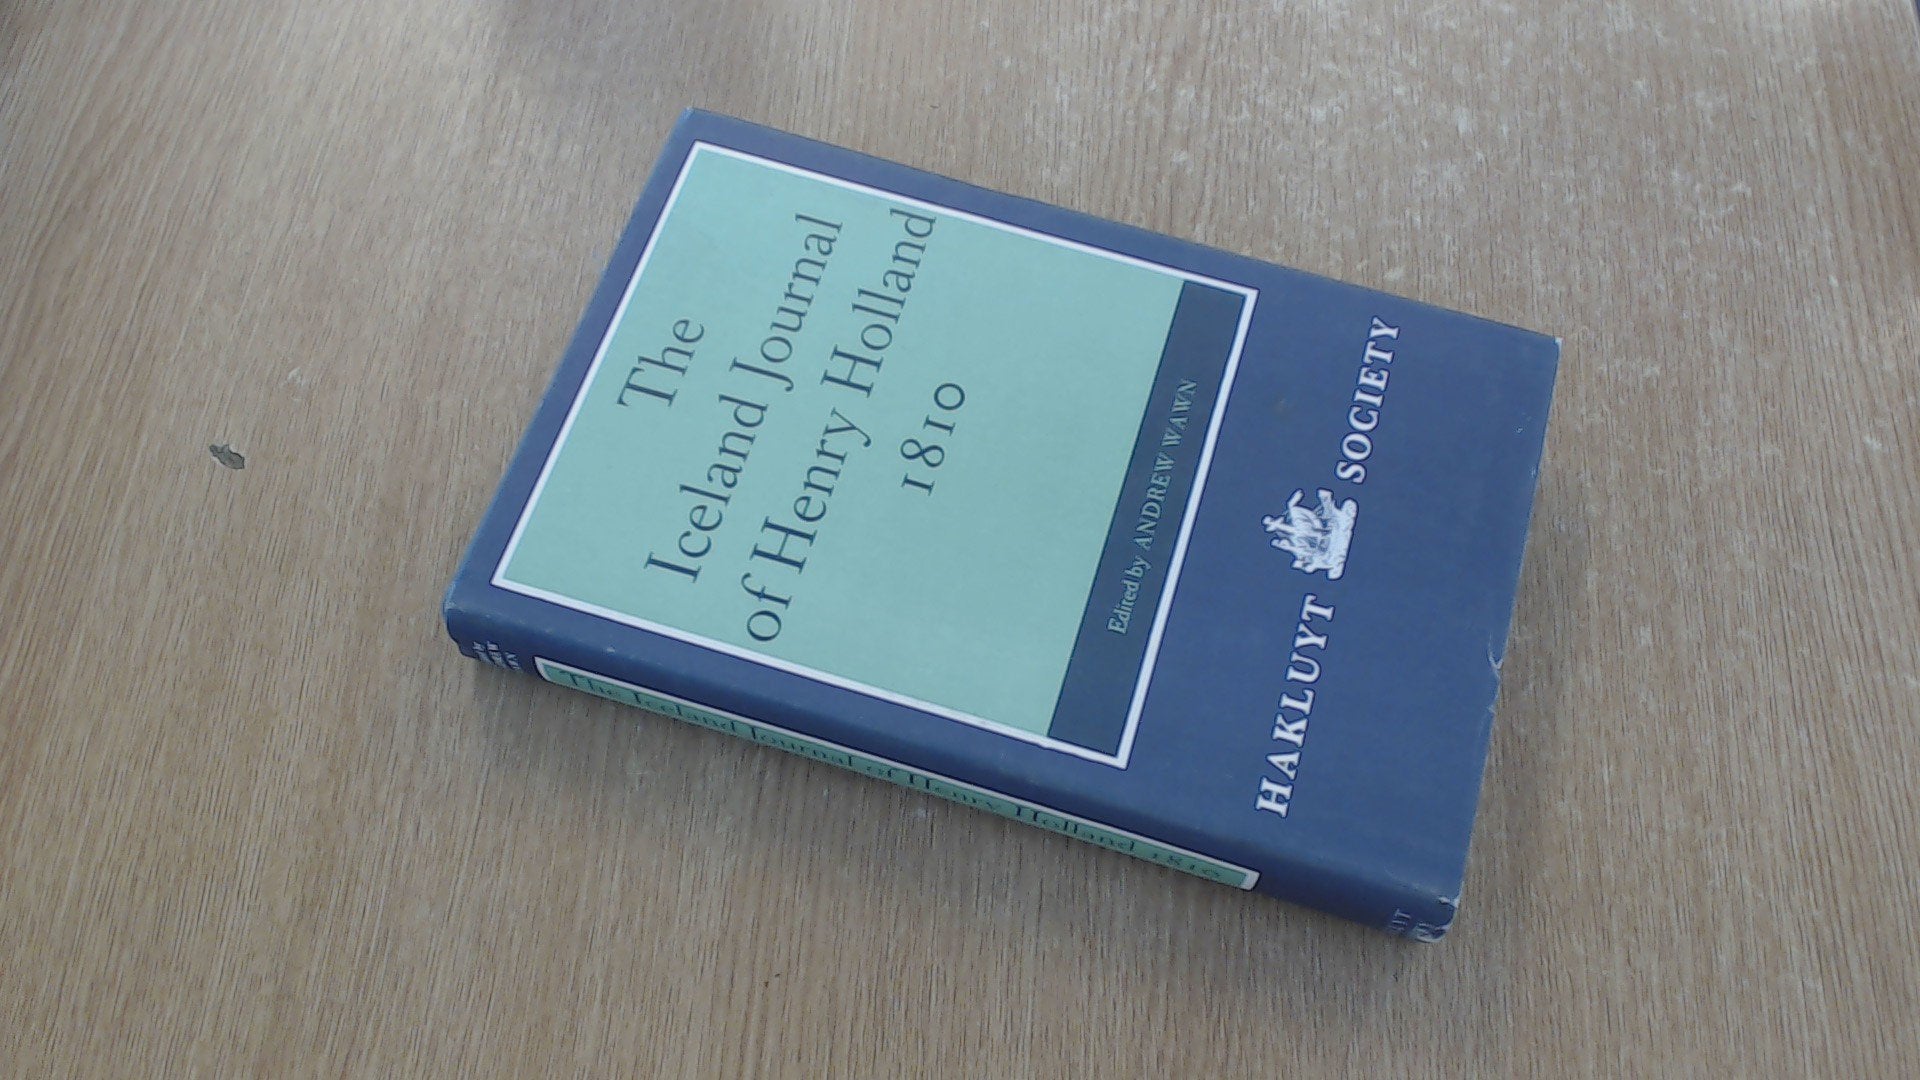 The
Iceland Journal
of Henry Holland
1810
Edited by ANDREW WAWN
HAKLUYT SOCIETY
The Iceland Journal of Henry Holland 1810